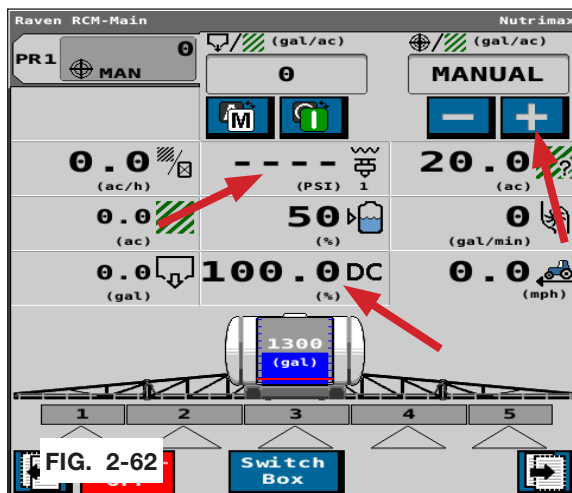 Raven RCM-Main Nutrimax
PR1 0 MAN
/ (gal/ac) / (gal/ac)
0 MANUAL
M I − +
0.0 (ac/h)
---- (PSI) 1
20.0 ? (ac)
0.0 (ac)
50 (%)
0 (gal/min)
0.0 (gal)
100.0 DC (%)
0.0 (mph)
1300
(gal)
1 2 3 4 5
FIG. 2-62
OFF
Switch
Box